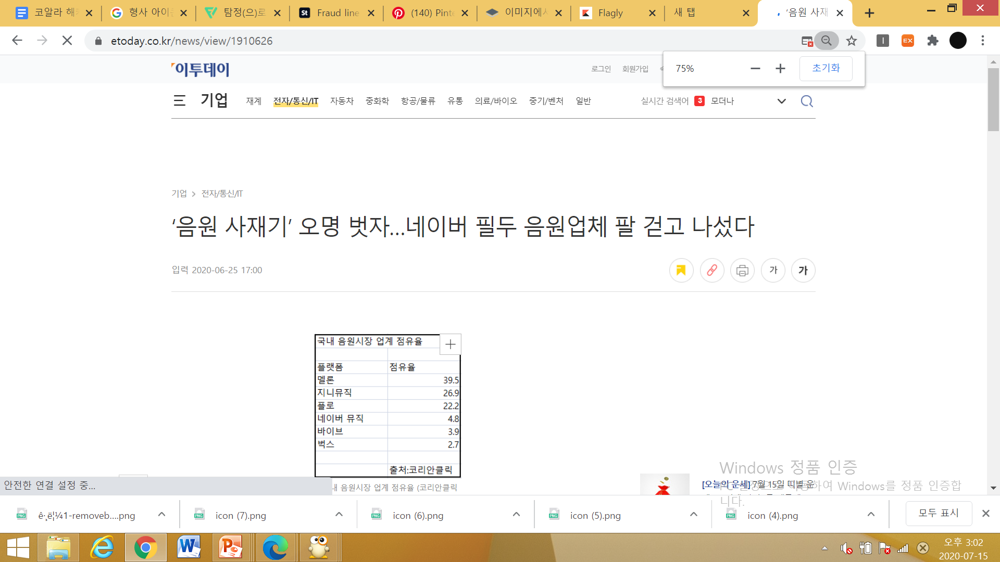 코알라 해
형사 아이
탐정(으)로
Fraud line
(140) Pinte
이미지에서
Flagly
새 탭
‘음원 사재
etoday.co.kr/news/view/1910626
75%
초기화
이투데이
로그인 회원가입
기업 재계 전자/통신/IT 자동차 중화학 항공/물류 유통 의료/바이오 중기/벤처 일반
실시간 검색어 3 모더나
기업 > 전자/통신/IT
‘음원 사재기’ 오명 벗자...네이버 필두 음원업체 팔 걷고 나섰다
입력 2020-06-25 17:00
가 가
국내 음원시장 업계 점유율
플랫폼 점유율
멜론 39.5
지니뮤직 26.9
플로 22.2
네이버 뮤직 4.8
바이브 3.9
벅스 2.7
출처:코리안클릭
내 음원시장 업계 점유율 (코리안클릭
[오늘의 운세] 7월 15일 띠별 운
Windows 정품 인증
PC 설정으로 이동하여 Windows를 정품 인증합
니다.
안전한 연결 설정 중...
ê·¸ë¦¼1-removeb....png
icon (7).png
icon (6).png
icon (5).png
icon (4).png
모두 표시
오후 3:02
2020-07-15